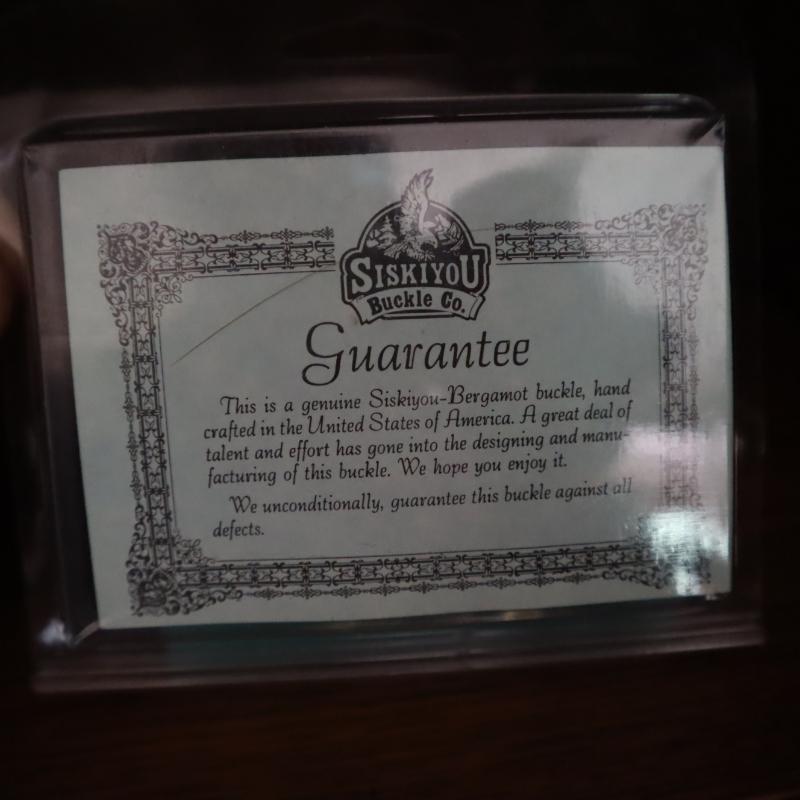 SISKIYOU
Buckle Co.
Guarantee
This is a genuine Siskiyou-Bergamot buckle, hand
crafted in the United States of America. A great deal of
talent and effort has gone into the designing and manu-
facturing of this buckle. We hope you enjoy it.
We unconditionally, guarantee this buckle against all
defects.